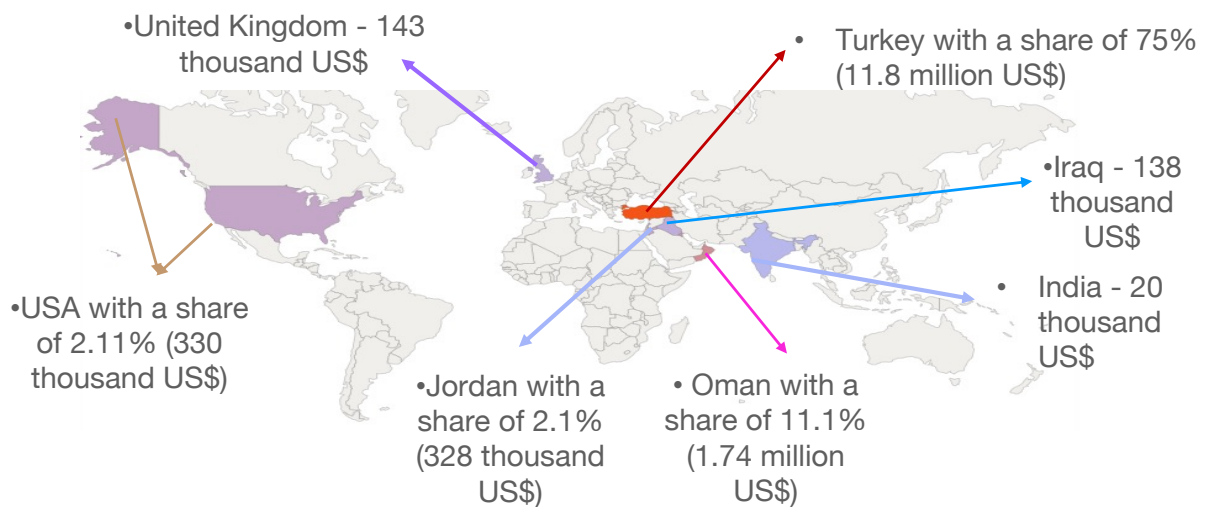 •United Kingdom - 143
thousand US$
• Turkey with a share of 75%
(11.8 million US$)
•Iraq - 138
thousand
US$
• India - 20
thousand
US$
•USA with a share
of 2.11% (330
thousand US$)
•Jordan with a
share of 2.1%
(328 thousand
US$)
• Oman with a
share of 11.1%
(1.74 million
US$)